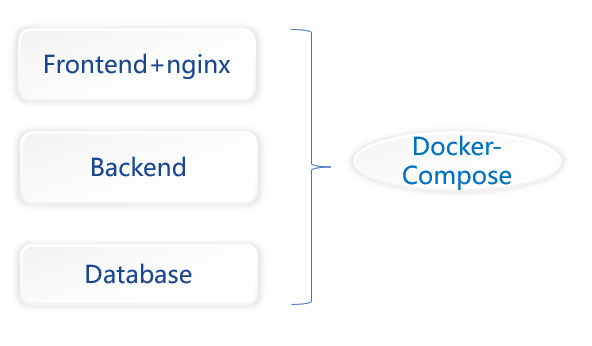 Frontend+nginx
Backend
Database
Docker-
Compose